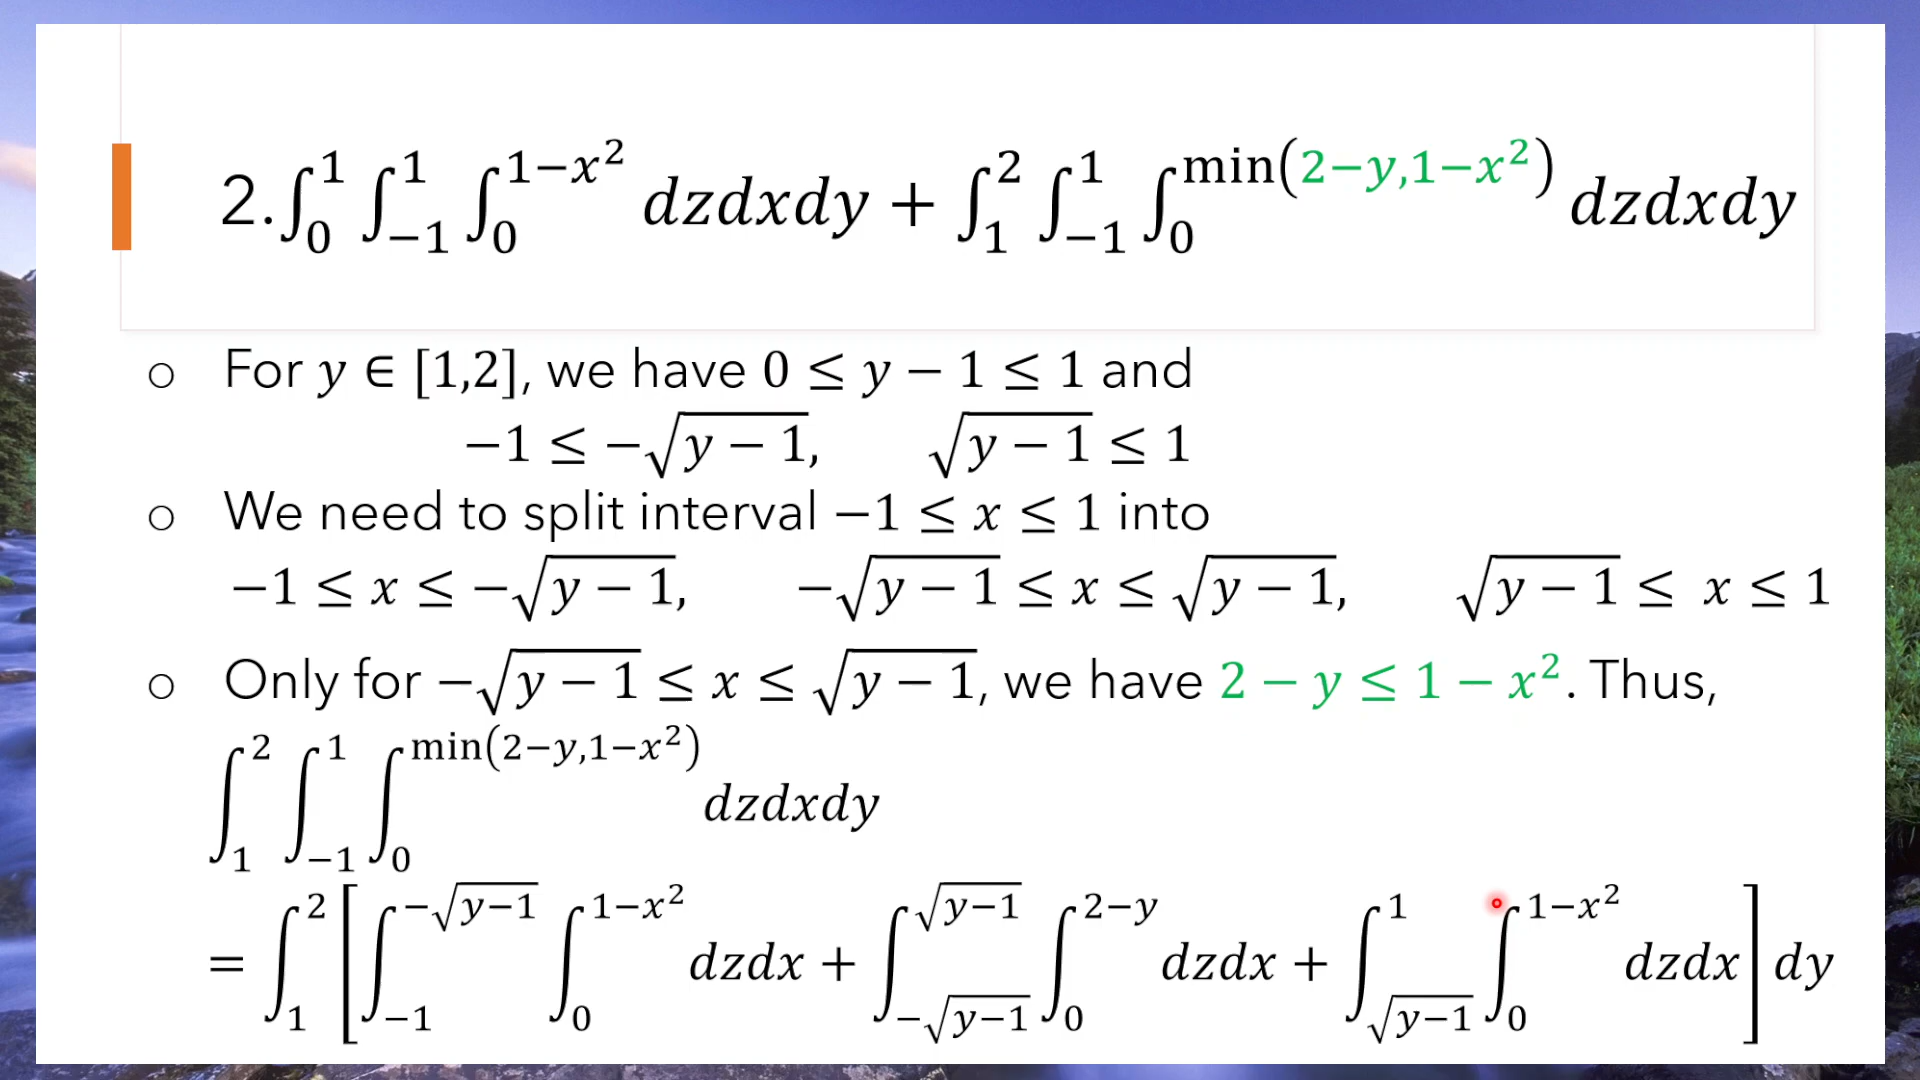 2. ∫₀¹ ∫₋₁¹ ∫₀^(1−x²) dzdxdy + ∫₁² ∫₋₁¹ ∫₀^(min(2−y,1−x²)) dzdxdy
○ For y ∈ [1,2], we have 0 ≤ y − 1 ≤ 1 and
−1 ≤ −√(y − 1), √(y − 1) ≤ 1
○ We need to split interval −1 ≤ x ≤ 1 into
−1 ≤ x ≤ −√(y − 1), −√(y − 1) ≤ x ≤ √(y − 1), √(y − 1) ≤ x ≤ 1
○ Only for −√(y − 1) ≤ x ≤ √(y − 1), we have 2 − y ≤ 1 − x². Thus,
∫₁² ∫₋₁¹ ∫₀^(min(2−y,1−x²)) dzdxdy
= ∫₁² [∫₋₁^(−√(y−1)) ∫₀^(1−x²) dzdx + ∫_(−√(y−1))^(√(y−1)) ∫₀^(2−y) dzdx + ∫_(√(y−1))^1 ∫₀^(1−x²) dzdx] dy